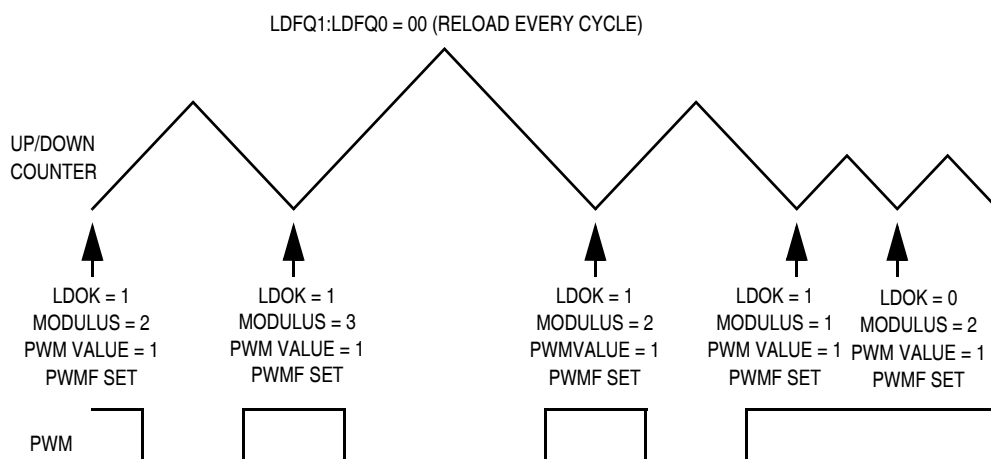 LDFQ1:LDFQ0 = 00 (RELOAD EVERY CYCLE)
UP/DOWN
COUNTER
LDOK = 1
MODULUS = 2
PWM VALUE = 1
PWMF SET
LDOK = 1
MODULUS = 3
PWM VALUE = 1
PWMF SET
LDOK = 1
MODULUS = 2
PWMVALUE = 1
PWMF SET
LDOK = 1
MODULUS = 1
PWM VALUE = 1
PWMF SET
LDOK = 0
MODULUS = 2
PWM VALUE = 1
PWMF SET
PWM